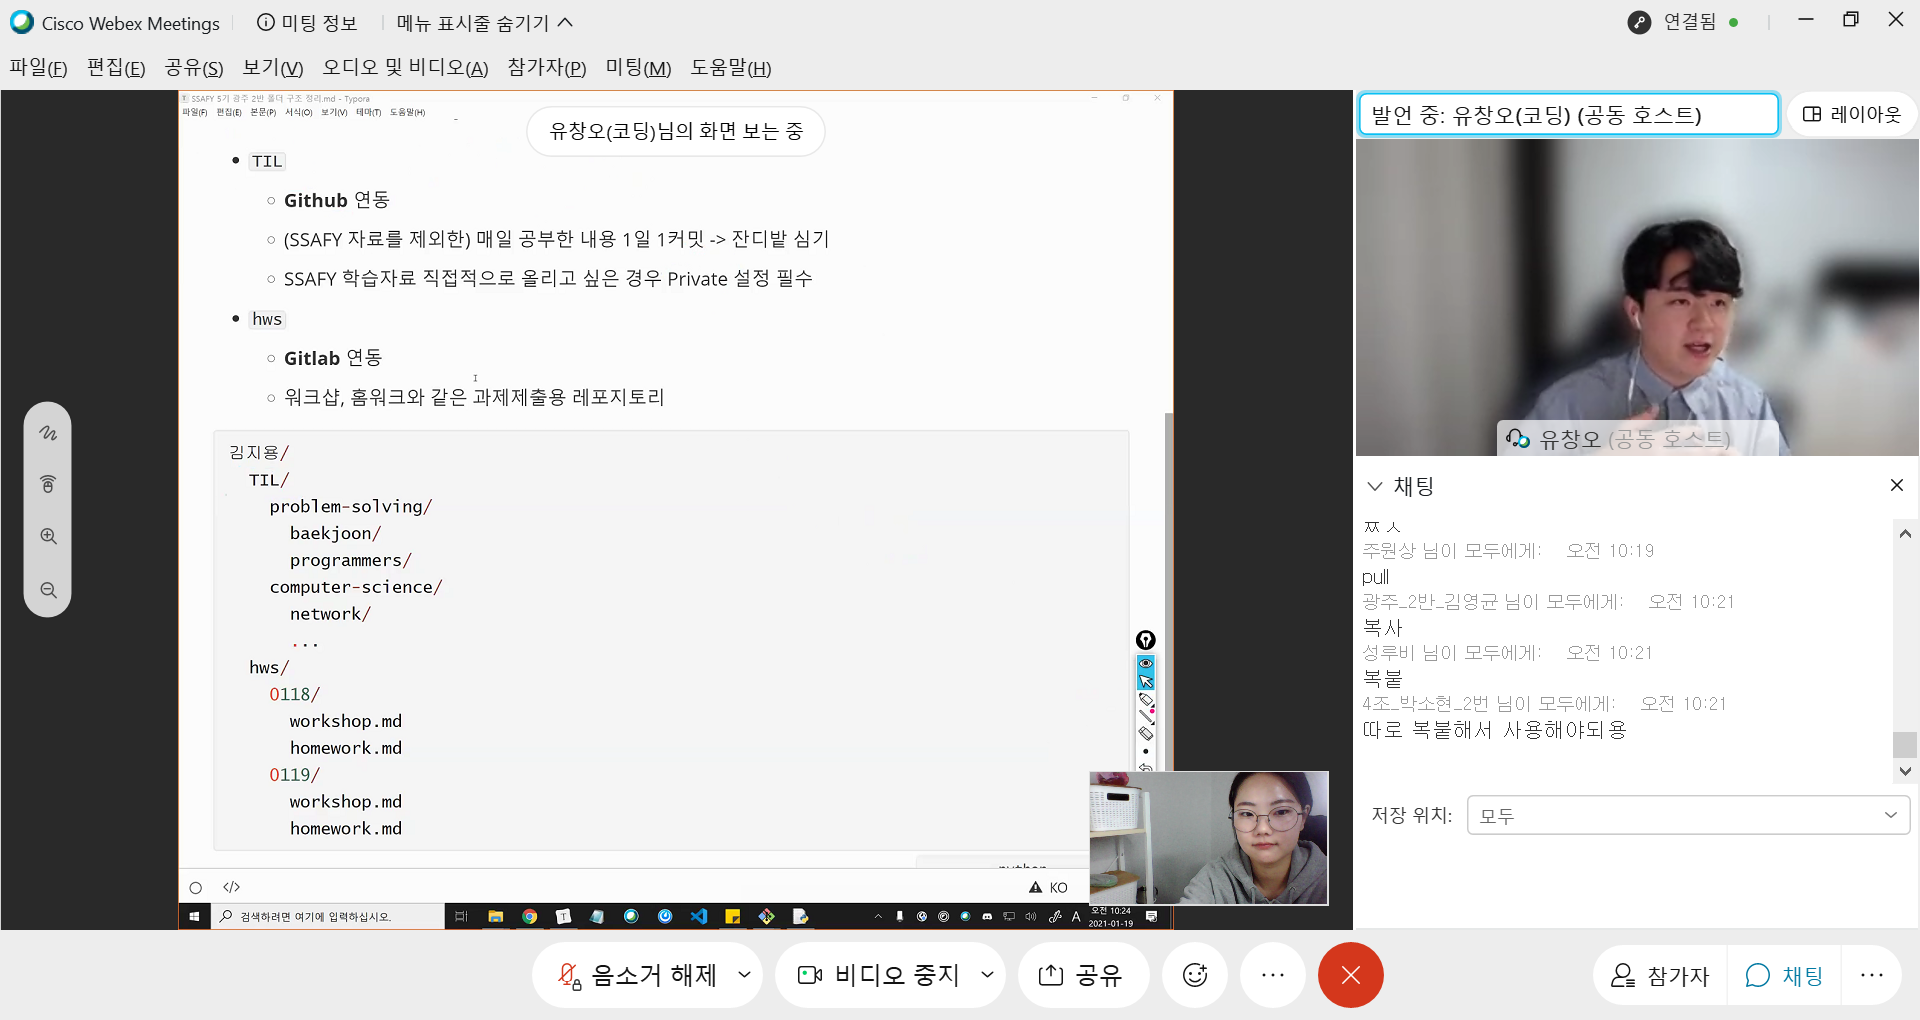 Cisco Webex Meetings
미팅 정보
메뉴 표시줄 숨기기
연결됨
파일(F) 편집(E) 공유(S) 보기(V) 오디오 및 비디오(A) 참가자(P) 미팅(M) 도움말(H)
SSAFY 5기 광주 2반 폴더 구조 정리.md - Typora
파일(F) 편집(E) 본문(P) 서식(O) 보기(V) 테마(T) 도움말(H)
유창오(코딩)님의 화면 보는 중
TIL
Github 연동
(SSAFY 자료를 제외한) 매일 공부한 내용 1일 1커밋 -> 잔디밭 심기
SSAFY 학습자료 직접적으로 올리고 싶은 경우 Private 설정 필수
hws
Gitlab 연동
워크샵, 홈워크와 같은 과제제출용 레포지토리
김지용/
TIL/
problem-solving/
baekjoon/
programmers/
computer-science/
network/
...
hws/
0118/
workshop.md
homework.md
0119/
workshop.md
homework.md
</> KO
검색하려면 여기에 입력하십시오.
A
오전 10:24
2021-01-19
발언 중: 유창오(코딩) (공동 호스트)
레이아웃
유창오 (공동 호스트)
채팅
ㅉㅅ
주원상 님이 모두에게: 오전 10:19
pull
광주_2반_김영균 님이 모두에게: 오전 10:21
복사
성루비 님이 모두에게: 오전 10:21
복붙
4조_박소현_2번 님이 모두에게: 오전 10:21
따로 복붙해서 사용해야되용
저장 위치: 모두
음소거 해제
비디오 중지
공유
참가자
채팅